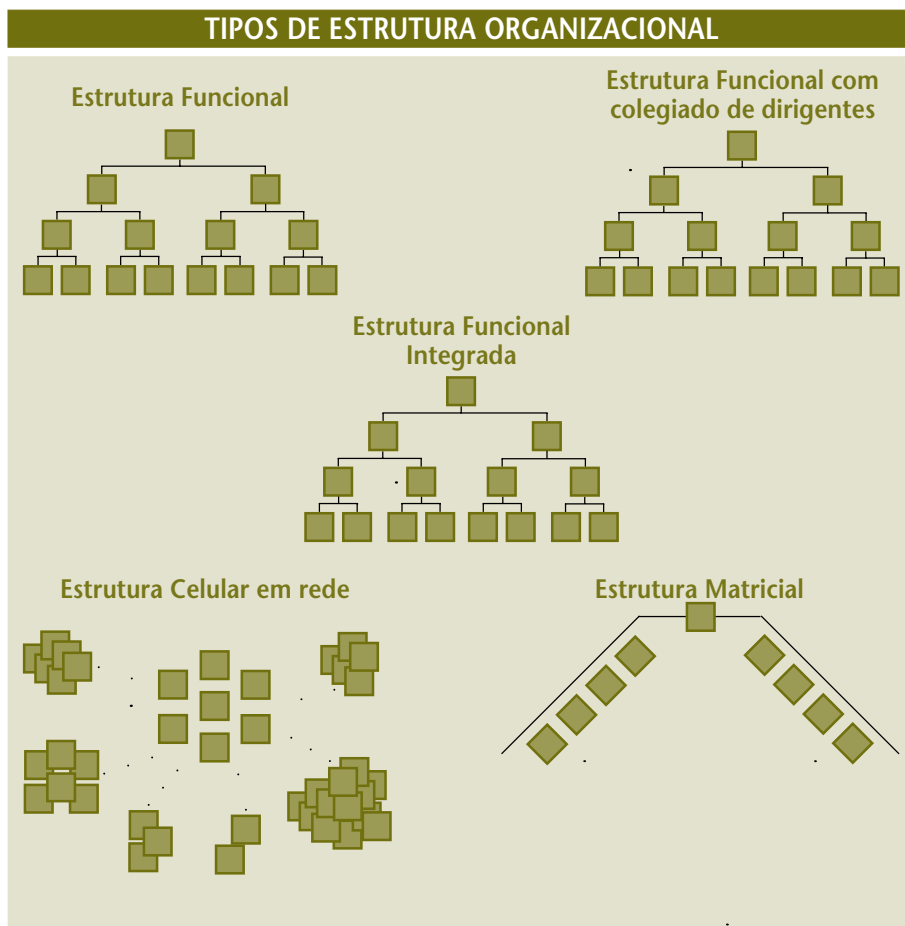 TIPOS DE ESTRUTURA ORGANIZACIONAL
Estrutura Funcional
Estrutura Funcional com
colegiado de dirigentes
Estrutura Funcional
Integrada
Estrutura Celular em rede
Estrutura Matricial